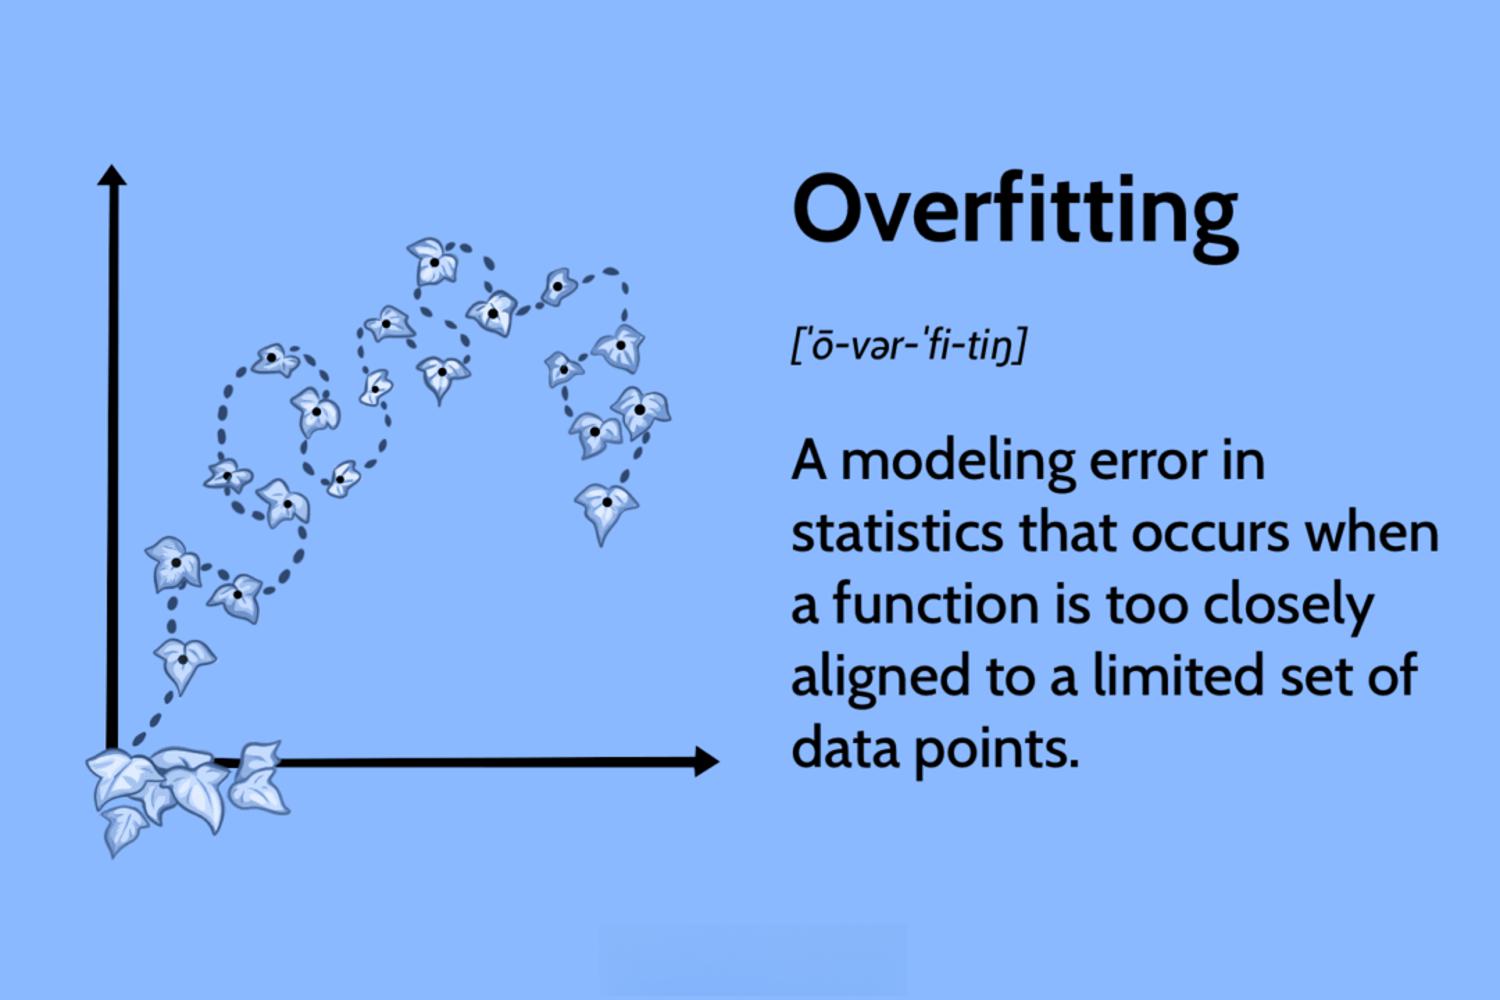 Overfitting
[ˈō-vər-ˈfi-tiŋ]
A modeling error in
statistics that occurs when
a function is too closely
aligned to a limited set of
data points.